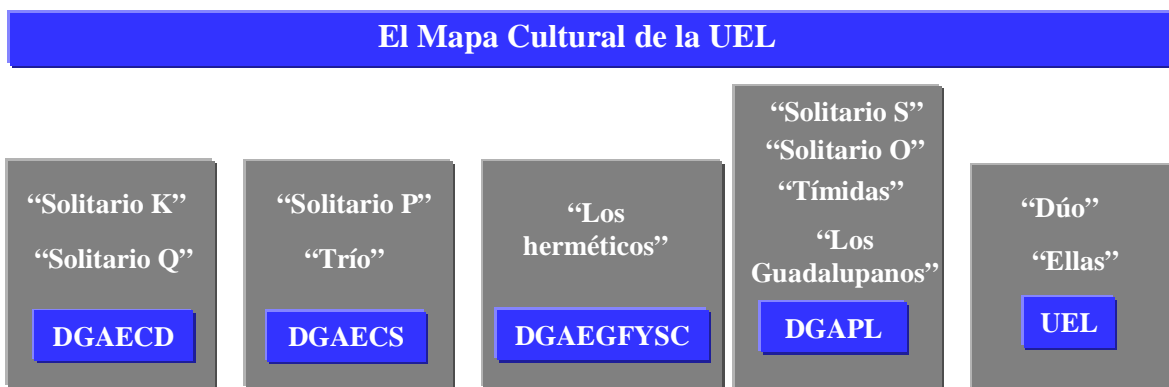 El Mapa Cultural de la UEL
“Solitario K”
“Solitario Q”
DGAECD
“Solitario P”
“Trío”
DGAECS
“Los
herméticos”
DGAEGFYSC
“Solitario S”
“Solitario O”
“Tímidas”
“Los
Guadalupanos”
DGAPL
“Dúo”
“Ellas”
UEL